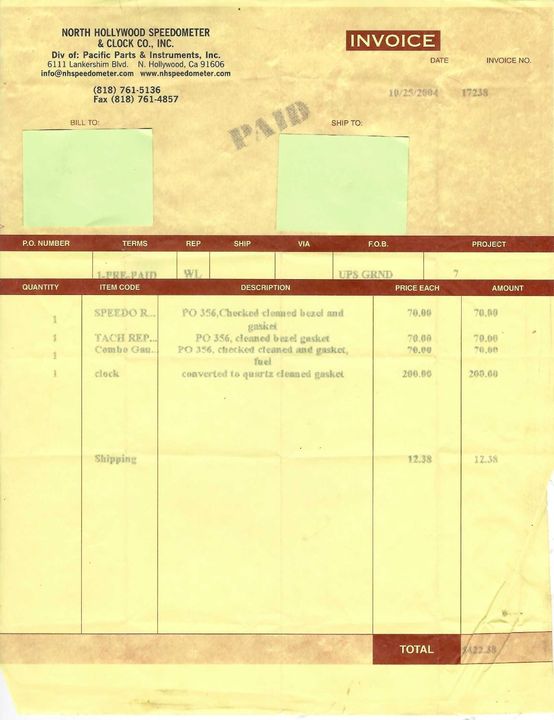 NORTH HOLLYWOOD SPEEDOMETER
& CLOCK CO., INC.
Div of: Pacific Parts & Instruments, Inc.
6111 Lankershim Blvd. N. Hollywood, Ca 91606
info@nhspeedometer.com www.nhspeedometer.com
(818) 761-5136
Fax (818) 761-4857
INVOICE
DATE INVOICE NO.
10/25/2004 17238
PAID
BILL TO: SHIP TO:
P.O. NUMBER TERMS REP SHIP VIA F.O.B. PROJECT
1-PRE-PAID WL UPS GRND 7
QUANTITY ITEM CODE DESCRIPTION PRICE EACH AMOUNT
1 SPEEDO R... PO 356,Checked cleaned bezel and 70.00 70.00
gasket
1 TACH REP... PO 356, cleaned bezel gasket 70.00 70.00
1 Combo Gau... PO 356, checked cleaned and gasket, 70.00 70.00
fuel
1 clock converted to quartz cleaned gasket 200.00 200.00
Shipping 12.38 12.38
TOTAL $422.38